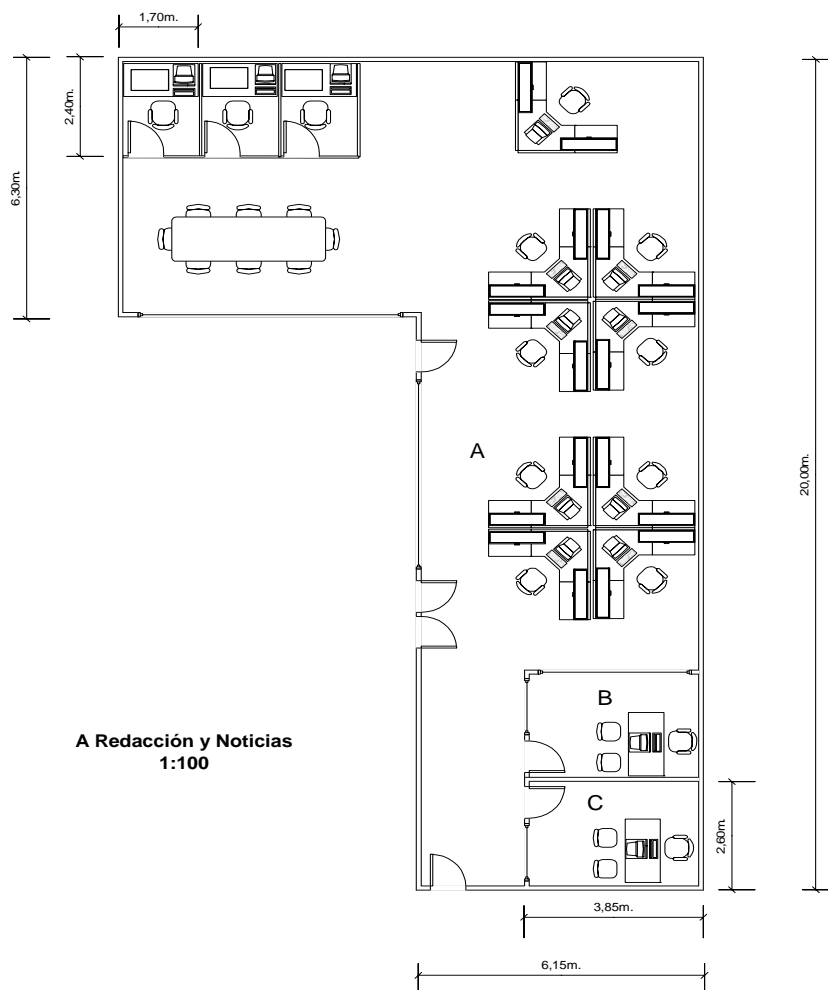 1,70m.
2,40m.
6,30m.
20,00m.
A
B
A Redacción y Noticias
1:100
C
2,60m.
3,85m.
6,15m.